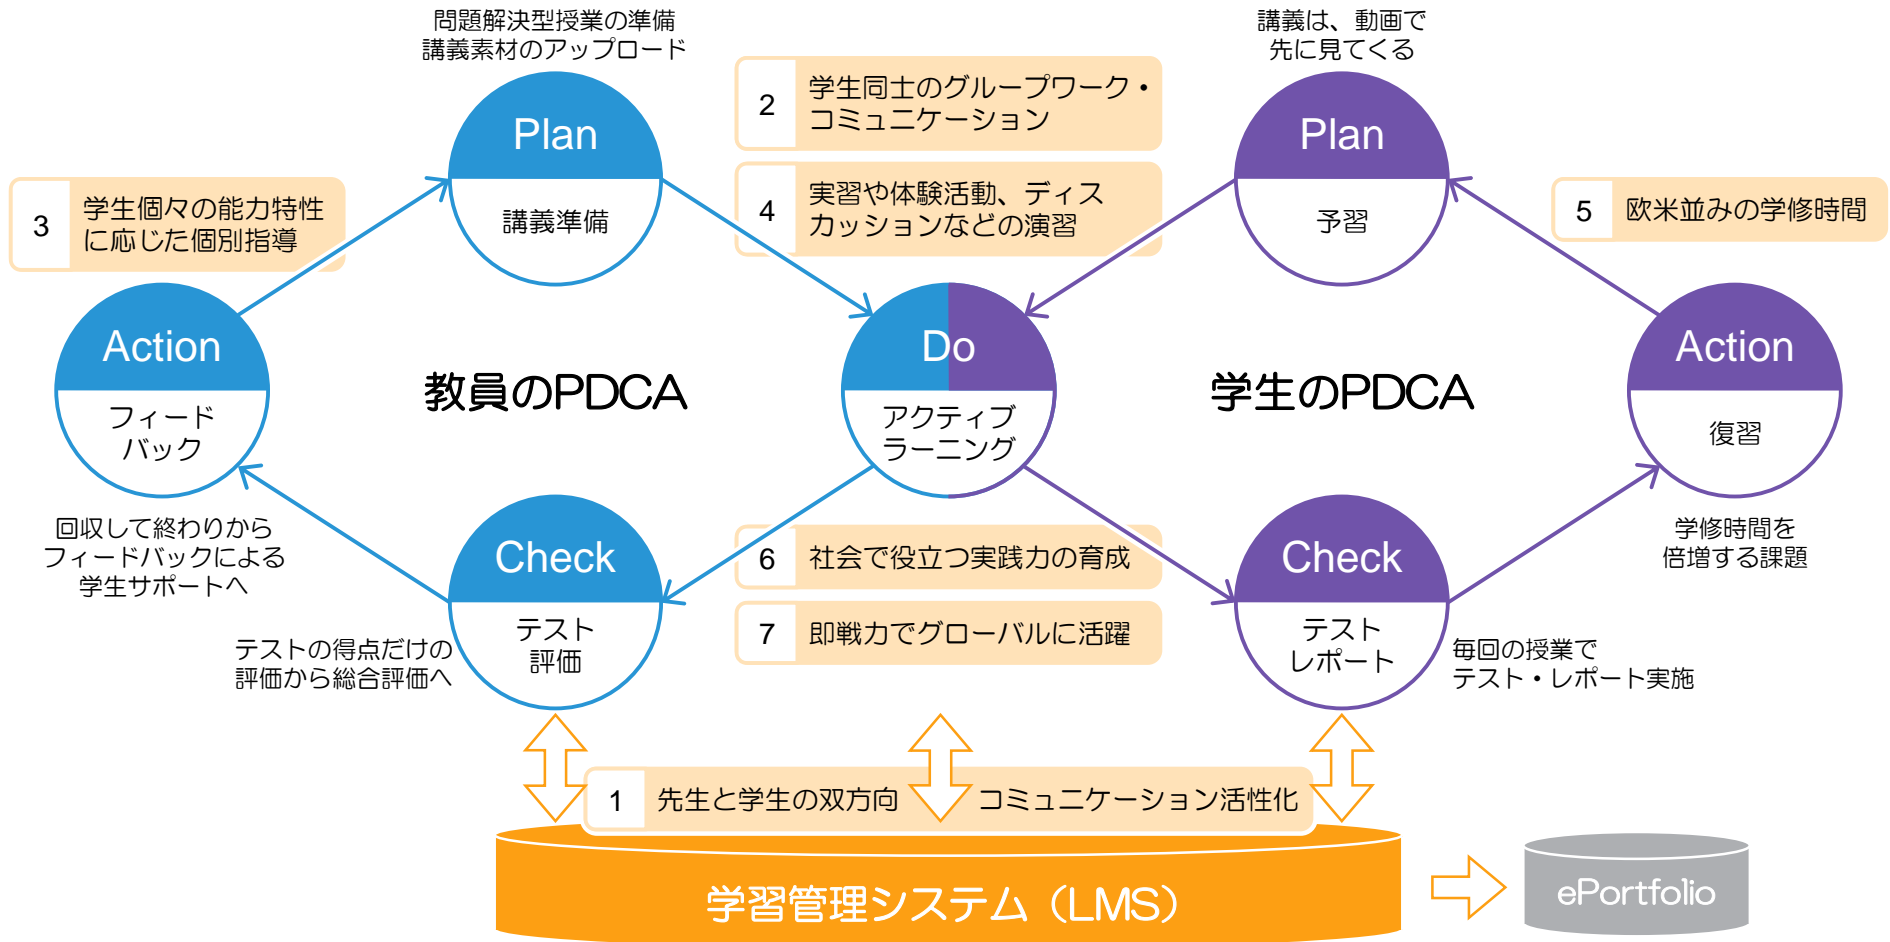 問題解決型授業の準備
講義素材のアップロード
講義は、動画で
先に見てくる
Plan
講義準備
2
学生同士のグループワーク・
コミュニケーション
Plan
予習
3
学生個々の能力特性
に応じた個別指導
4
実習や体験活動、ディス
カッションなどの演習
5
欧米並みの学修時間
Action
フィード
バック
教員のPDCA
Do
アクティブ
ラーニング
学生のPDCA
Action
復習
回収して終わりから
フィードバックによる
学生サポートへ
Check
テスト
評価
6
社会で役立つ実践力の育成
7
即戦力でグローバルに活躍
Check
テスト
レポート
学修時間を
倍増する課題
テストの得点だけの
評価から総合評価へ
毎回の授業で
テスト・レポート実施
1
先生と学生の双方向 コミュニケーション活性化
学習管理システム（LMS）
ePortfolio